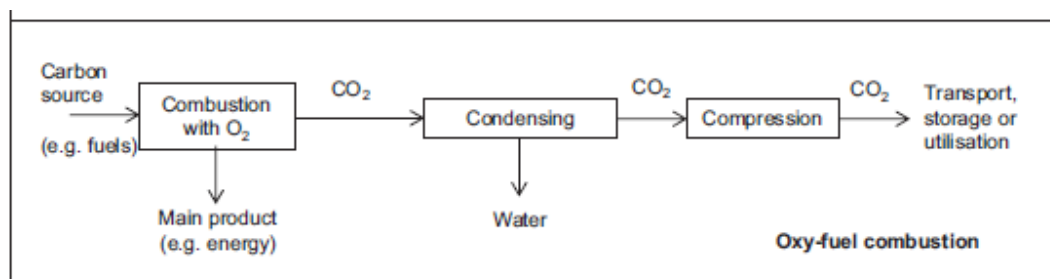 Carbon
source
(e.g. fuels)
Combustion
with O₂
Main product
(e.g. energy)
CO₂
Condensing
Water
CO₂
Compression
CO₂
Transport,
storage or
utilisation
Oxy-fuel combustion